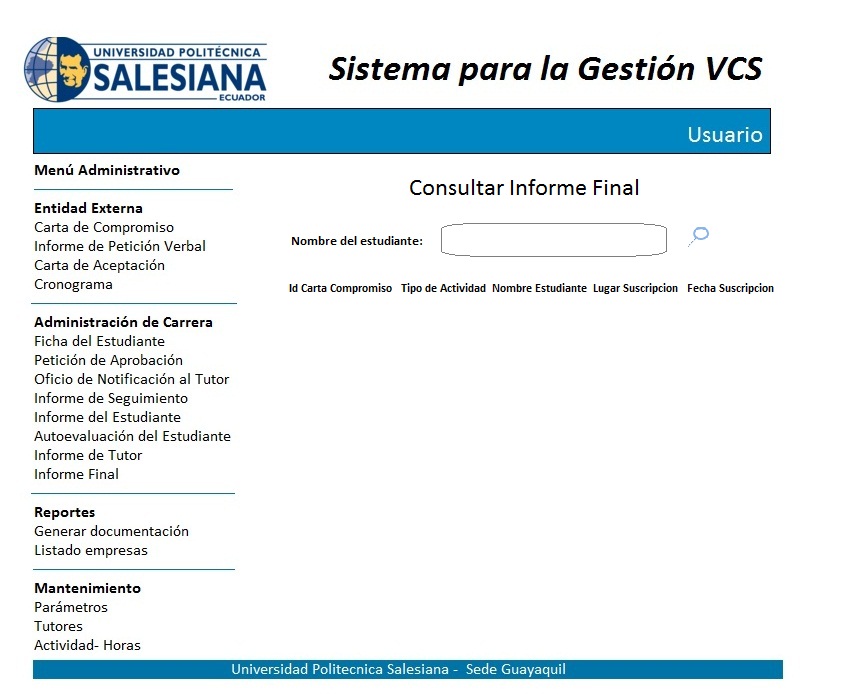 UNIVERSIDAD POLITÉCNICA
SALESIANA
ECUADOR
Sistema para la Gestión VCS
Usuario
Menú Administrativo
Entidad Externa
Carta de Compromiso
Informe de Petición Verbal
Carta de Aceptación
Cronograma
Administración de Carrera
Ficha del Estudiante
Petición de Aprobación
Oficio de Notificación al Tutor
Informe de Seguimiento
Informe del Estudiante
Autoevaluación del Estudiante
Informe de Tutor
Informe Final
Reportes
Generar documentación
Listado empresas
Mantenimiento
Parámetros
Tutores
Actividad- Horas
Consultar Informe Final
Nombre del estudiante:
Id Carta Compromiso Tipo de Actividad Nombre Estudiante Lugar Suscripcion Fecha Suscripcion
Universidad Politecnica Salesiana - Sede Guayaquil